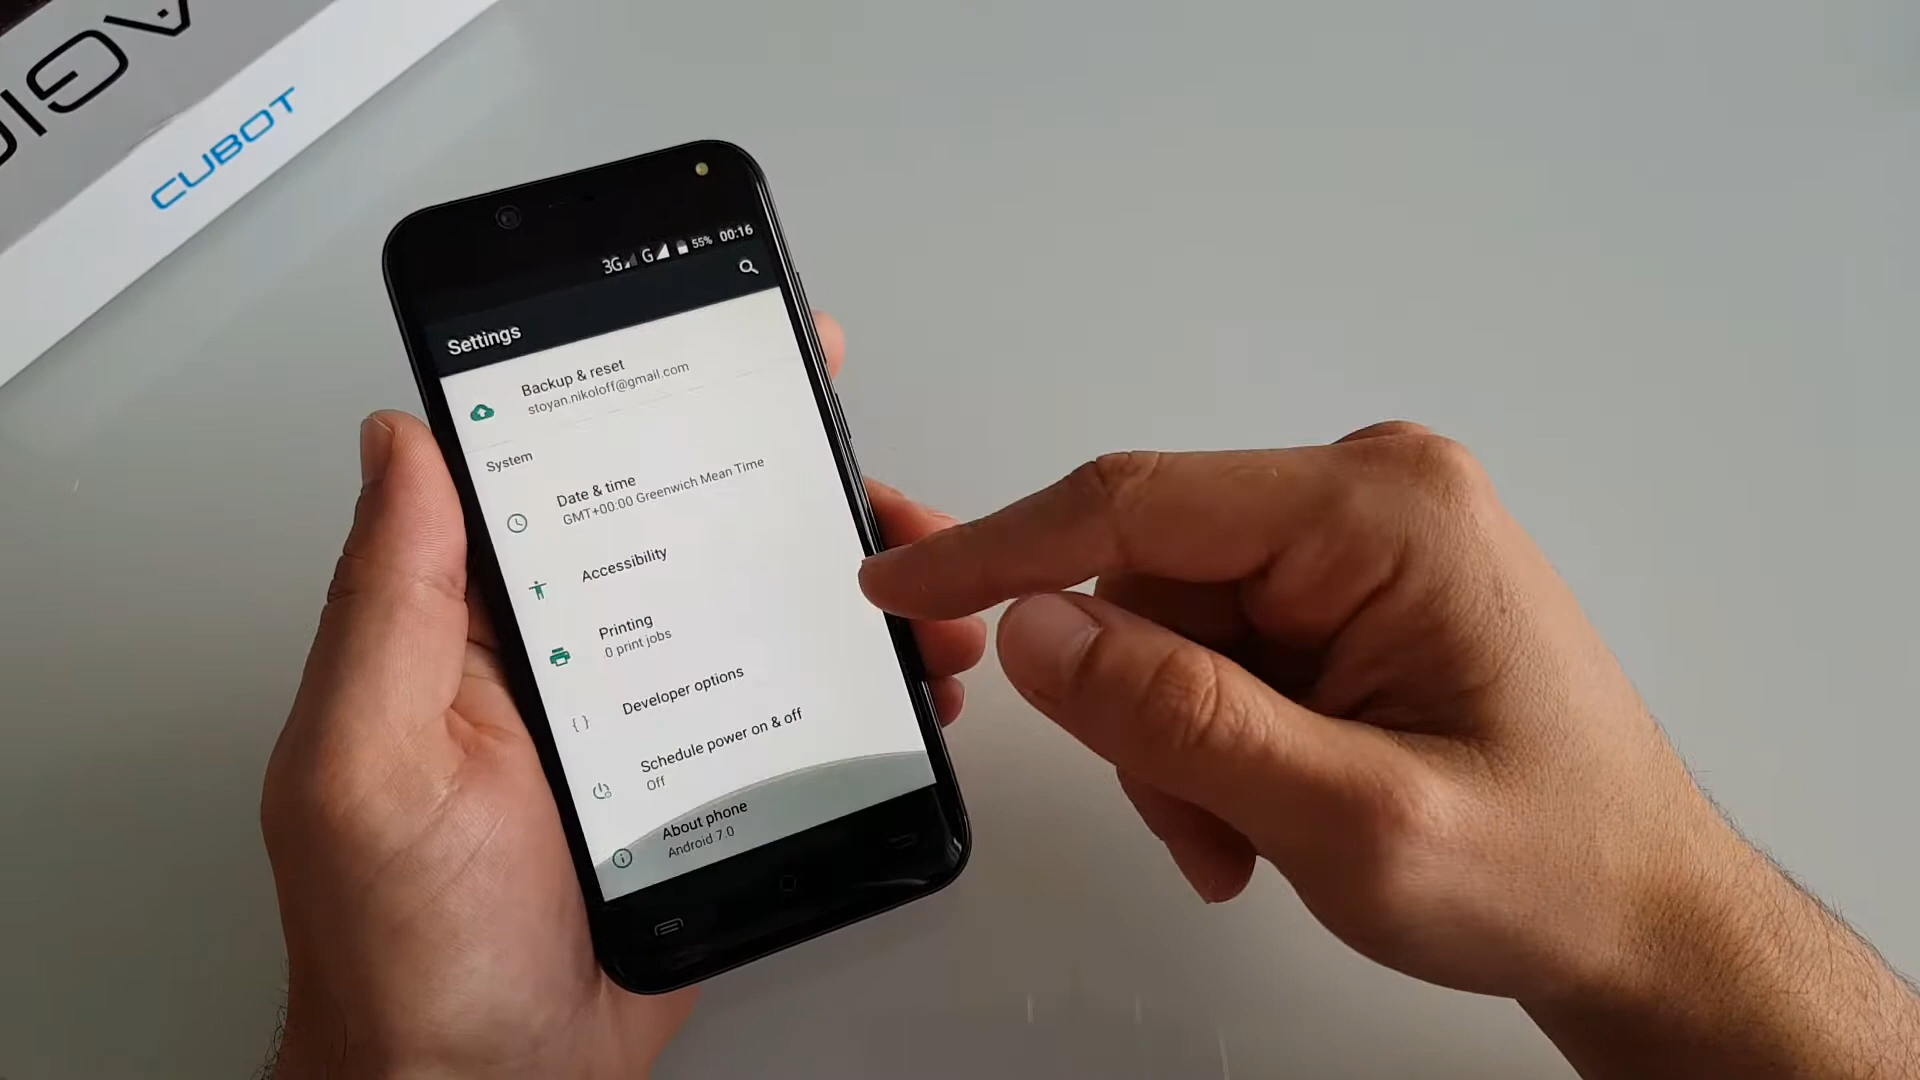 CUBOT
3G G 55% 00:16
Settings
Backup & reset
stoyan.nikoloff@gmail.com
System
Date & time
GMT+00:00 Greenwich Mean Time
Accessibility
Printing
0 print jobs
Developer options
{ }
Schedule power on & off
Off
About phone
Android 7.0